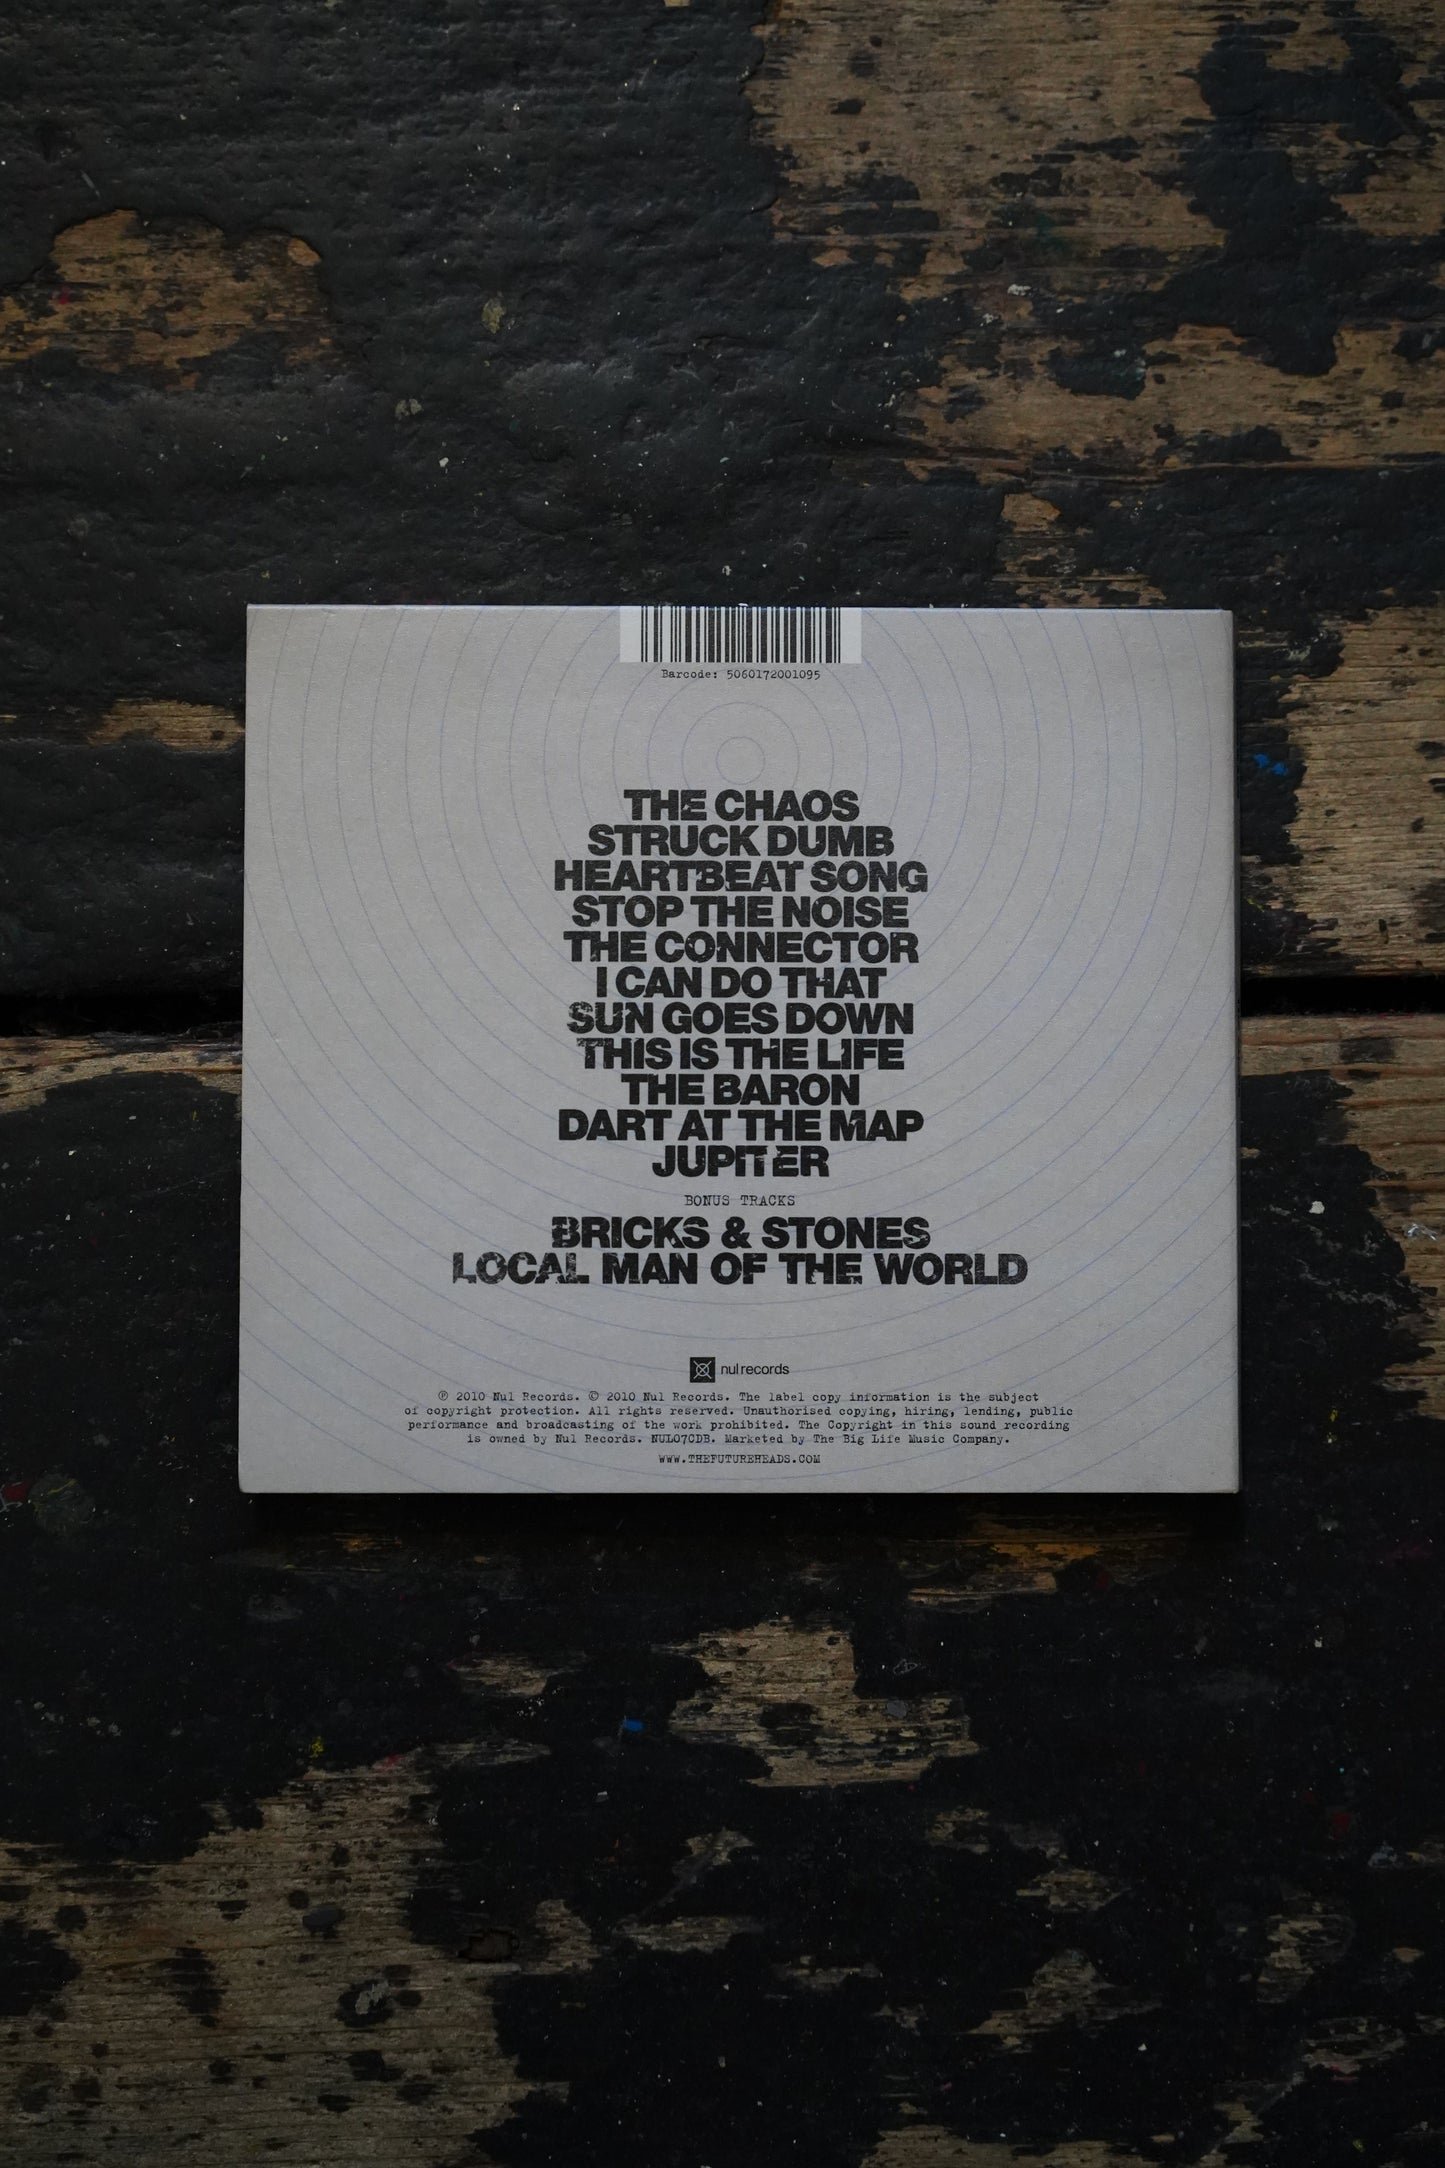 Barcode: 5060172001095
THE CHAOS
STRUCK DUMB
HEARTBEAT SONG
STOP THE NOISE
THE CONNECTOR
I CAN DO THAT
SUN GOES DOWN
THIS IS THE LIFE
THE BARON
DART AT THE MAP
JUPITER
BONUS TRACKS
BRICKS & STONES
LOCAL MAN OF THE WORLD
nul records
℗ 2010 Nul Records. © 2010 Nul Records. The label copy information is the subject
of copyright protection. All rights reserved. Unauthorised copying, hiring, lending, public
performance and broadcasting of the work prohibited. The Copyright in this sound recording
is owned by Nul Records. NUL07CDB. Marketed by The Big Life Music Company.
www.THEFUTUREHEADS.COM